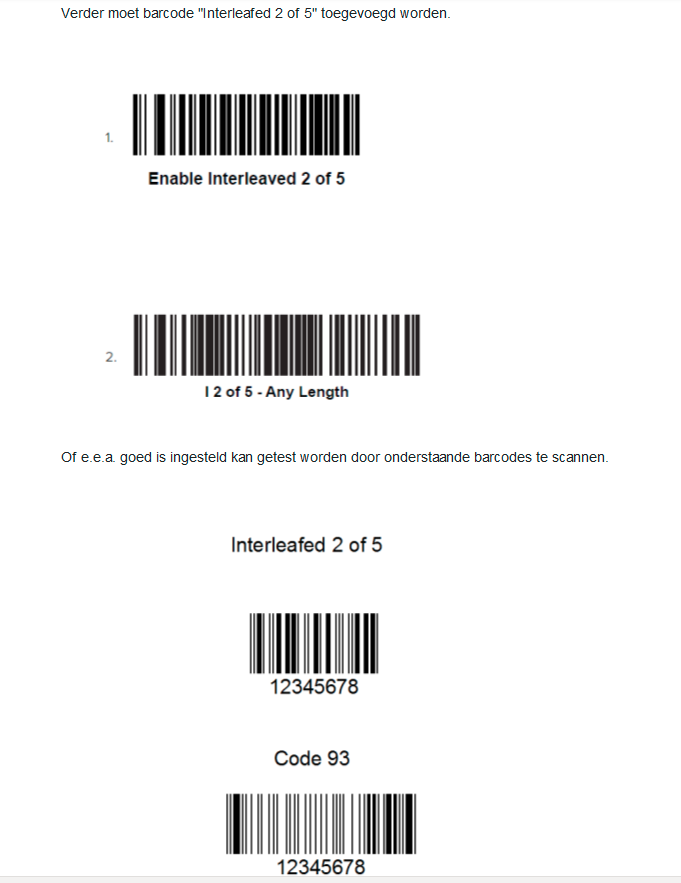 Verder moet barcode "Interleafed 2 of 5" toegevoegd worden.
1.
Enable Interleaved 2 of 5
2.
I 2 of 5 - Any Length
Of e.e.a. goed is ingesteld kan getest worden door onderstaande barcodes te scannen.
Interleafed 2 of 5
12345678
Code 93
12345678